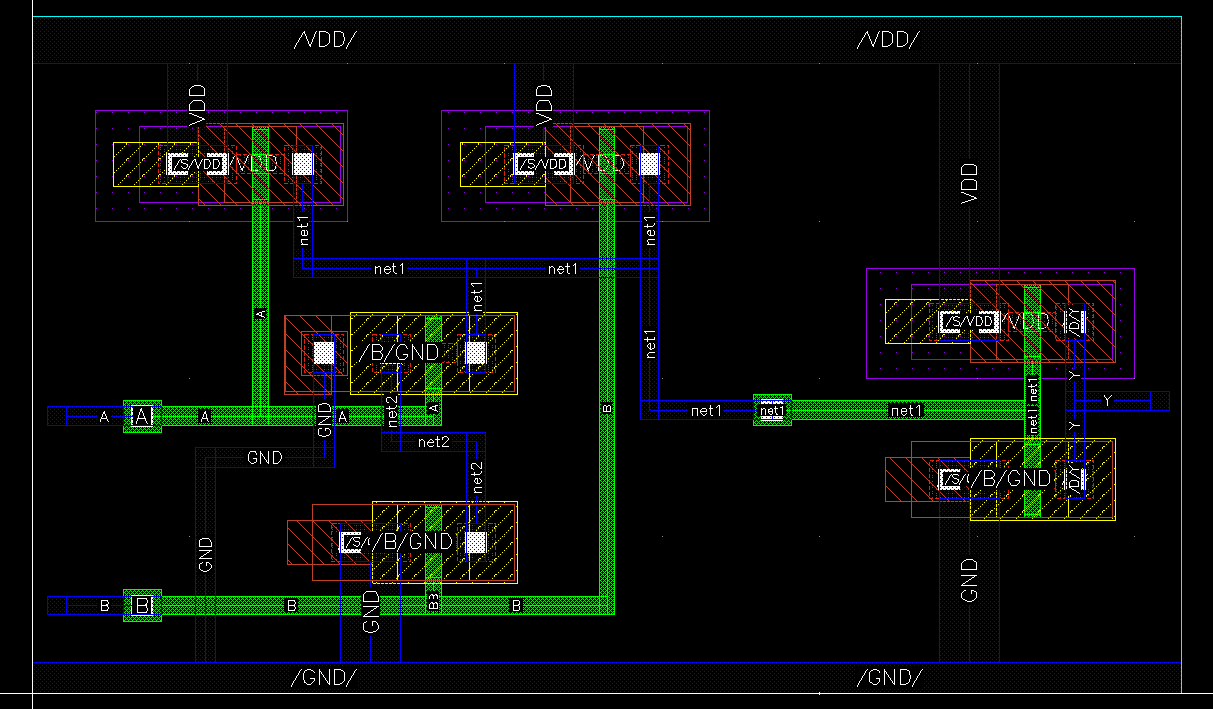 /VDD/ /VDD/
VDD VDD
/S/VDD /VDD /S/VDD /VDD
VDD
net1 net1
net1 net1
net1
A
/S/VDD /VDD /D/Y
/B/GND
net1
Y
net1
A A A GND A net2 B net1 net1 net1 net1 Y
net2
GND
Y
net2
/S/ /B/GND /D/Y
GND
/S/ /B/GND
GND
B B B GND B3 B
/GND/ /GND/